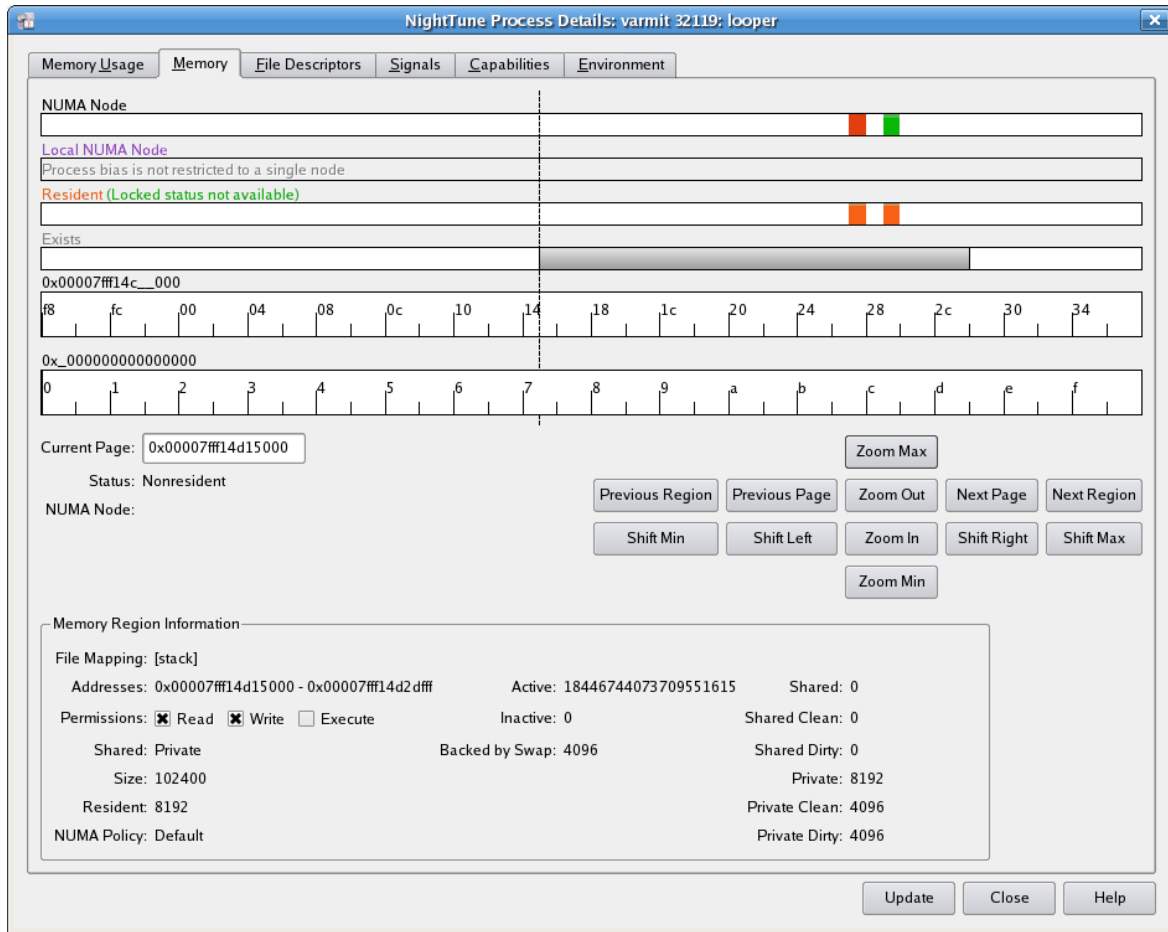 NightTune Process Details: varmit 32119: looper
Memory Usage Memory File Descriptors Signals Capabilities Environment
NUMA Node
Local NUMA Node
Process bias is not restricted to a single node
Resident (Locked status not available)
Exists
0x00007fff14c__000
f8 fc 00 04 08 0c 10 14 18 1c 20 24 28 2c 30 34
0x_000000000000000
0 1 2 3 4 5 6 7 8 9 a b c d e f
Current Page: 0x00007fff14d15000
Zoom Max
Status: Nonresident
Previous Region Previous Page Zoom Out Next Page Next Region
NUMA Node:
Shift Min Shift Left Zoom In Shift Right Shift Max
Zoom Min
Memory Region Information
File Mapping: [stack]
Addresses: 0x00007fff14d15000 - 0x00007fff14d2dfff Active: 18446744073709551615 Shared: 0
Permissions: Read Write Execute Inactive: 0 Shared Clean: 0
Shared: Private Backed by Swap: 4096 Shared Dirty: 0
Size: 102400 Private: 8192
Resident: 8192 Private Clean: 4096
NUMA Policy: Default Private Dirty: 4096
Update Close Help